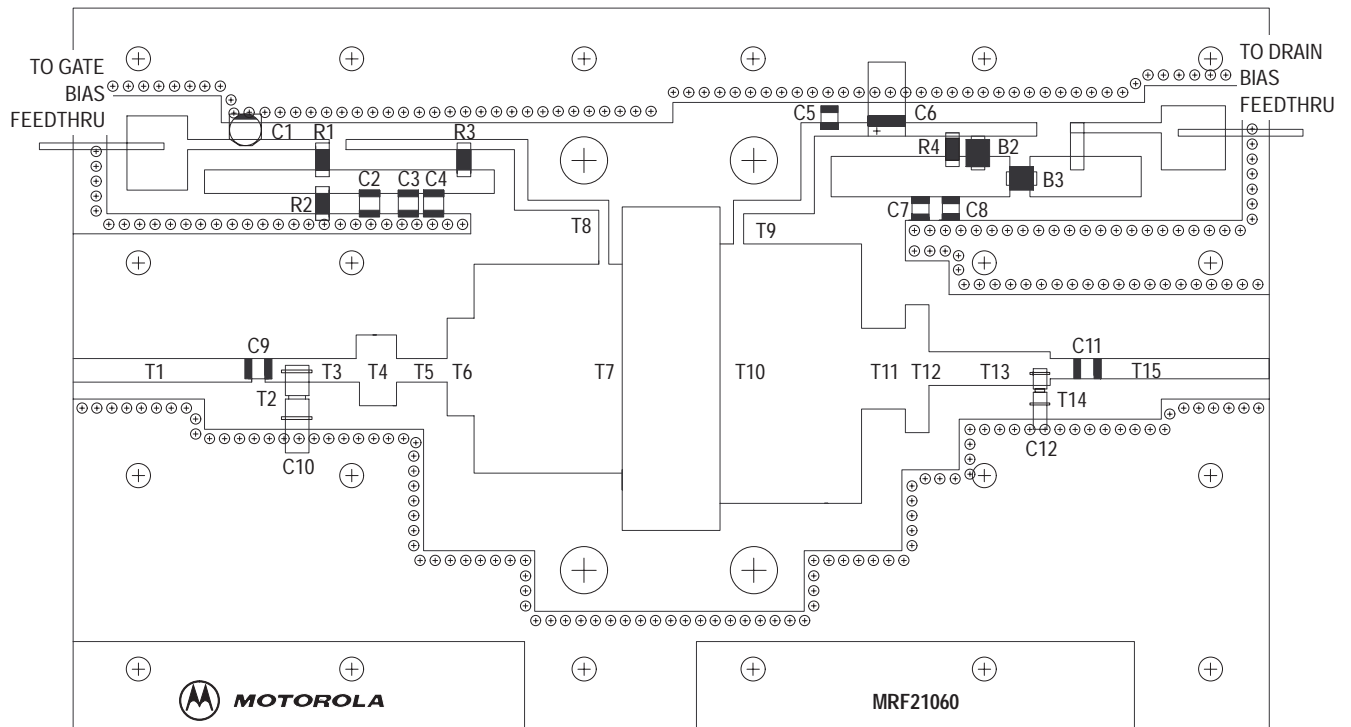 TO GATE
BIAS
FEEDTHRU
TO DRAIN
BIAS
FEEDTHRU
C1
R1
R3
C5
C6
+
R4
B2
B3
R2
C2
C3
C4
C7
C8
T8
T9
C9
C11
T1
T2
T3
T4
T5
T6
T7
T10
T11
T12
T13
T14
T15
C10
C12
MOTOROLA
MRF21060